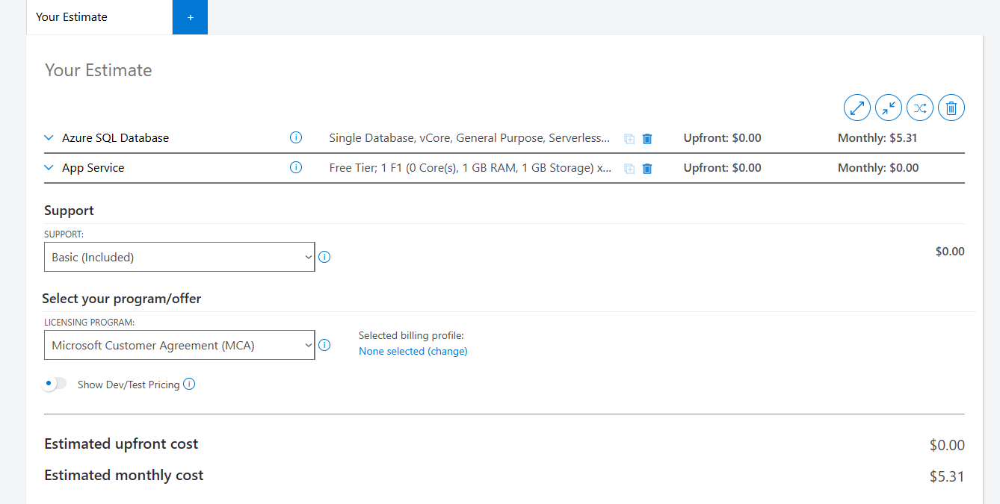 Your Estimate +
Your Estimate
Azure SQL Database Single Database, vCore, General Purpose, Serverless... Upfront: $0.00 Monthly: $5.31
App Service Free Tier; 1 F1 (0 Core(s), 1 GB RAM, 1 GB Storage) x... Upfront: $0.00 Monthly: $0.00
Support
SUPPORT:
Basic (Included) $0.00
Select your program/offer
LICENSING PROGRAM:
Microsoft Customer Agreement (MCA)
Selected billing profile:
None selected (change)
Show Dev/Test Pricing
Estimated upfront cost $0.00
Estimated monthly cost $5.31